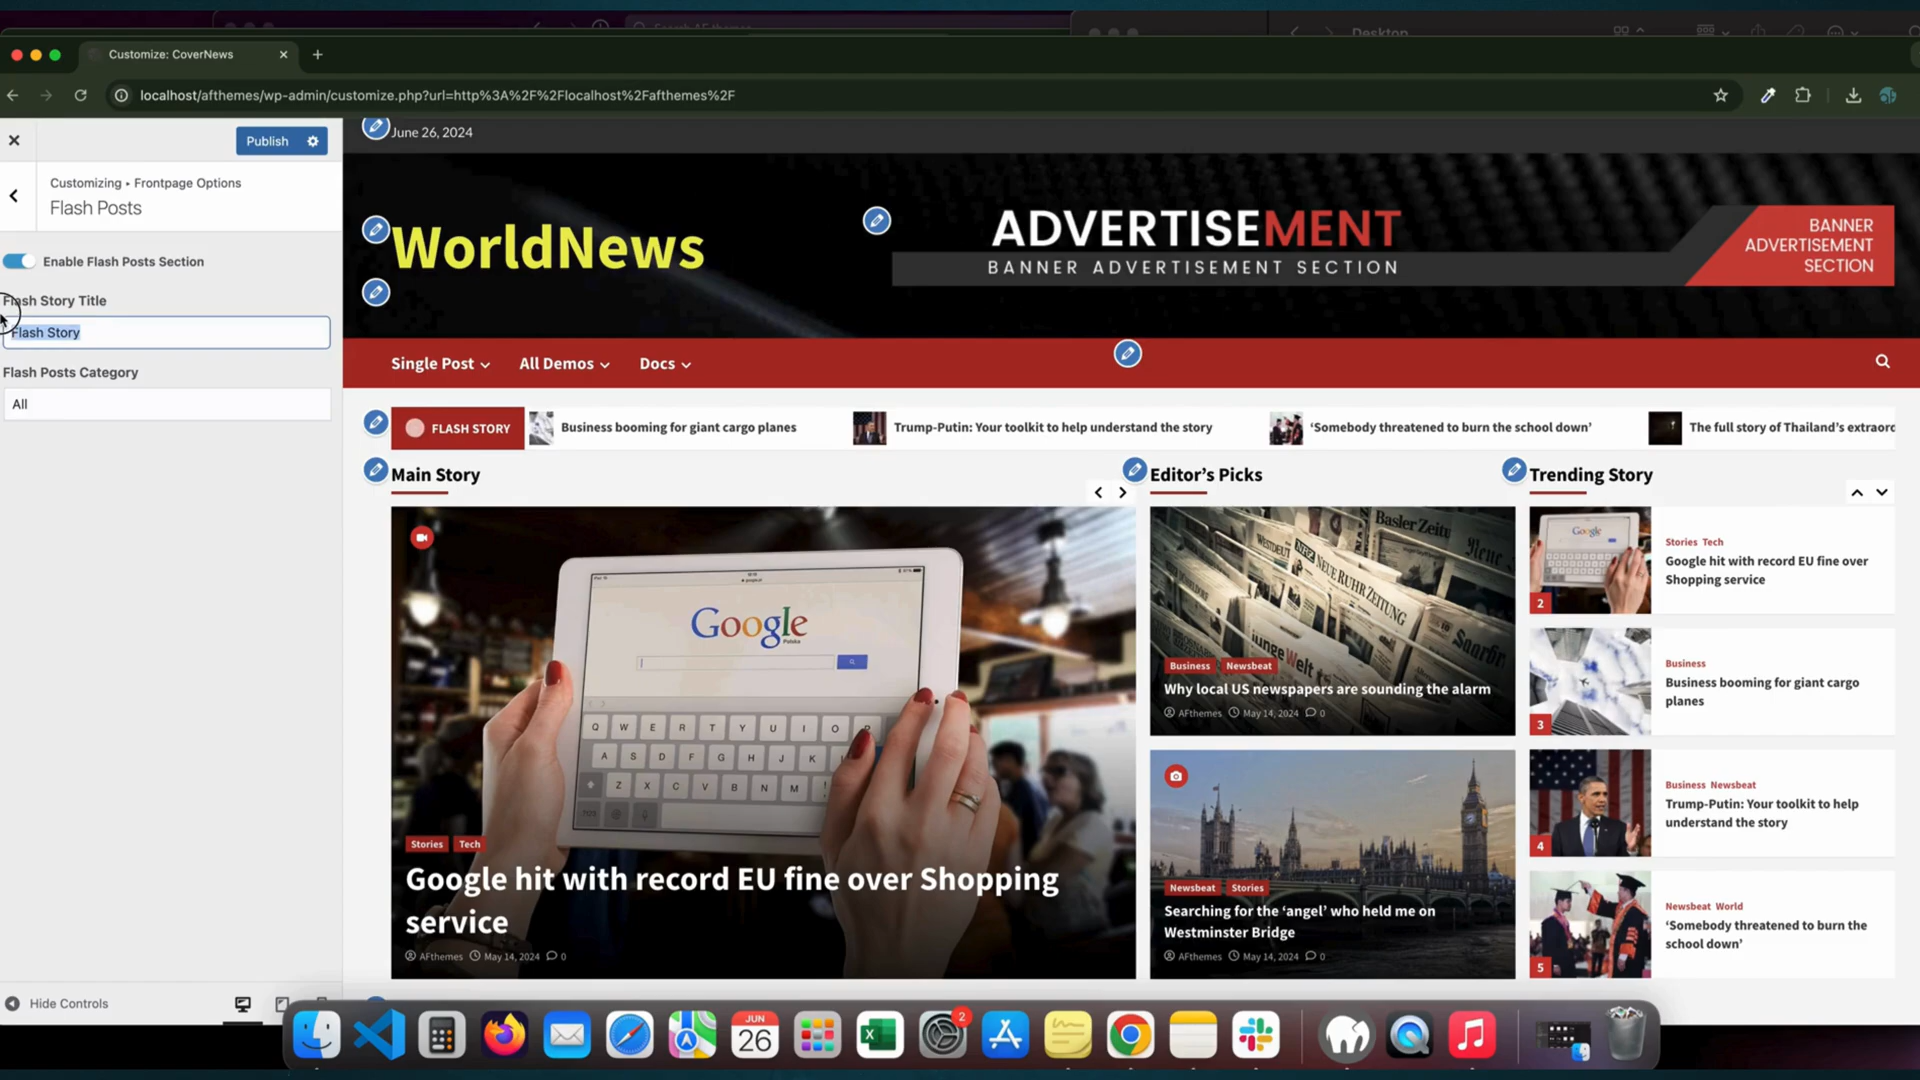 Desktop
Customize: CoverNews
localhost/afthemes/wp-admin/customize.php?url=http%3A%2F%2Flocalhost%2Fafthemes%2F
Publish
Customizing • Frontpage Options
Flash Posts
Enable Flash Posts Section
Flash Story Title
Flash Story
Flash Posts Category
All
Hide Controls
June 26, 2024
WorldNews
ADVERTISEMENT
BANNER ADVERTISEMENT SECTION
BANNER
ADVERTISEMENT
SECTION
Single Post
All Demos
Docs
FLASH STORY
Business booming for giant cargo planes
Trump-Putin: Your toolkit to help understand the story
‘Somebody threatened to burn the school down’
The full story of Thailand’s extraorc
Main Story
Google
Q W E R T Y U I O P
A S D F G H J K
Z X C V B N M
Stories Tech
Google hit with record EU fine over Shopping
service
AFthemes May 14, 2024 0
Editor’s Picks
Basler Zeitu
NEUE RUHR ZEITUNG
Business Newsbeat
Why local US newspapers are sounding the alarm
AFthemes May 14, 2024 0
Newsbeat Stories
Searching for the ‘angel’ who held me on
Westminster Bridge
AFthemes May 14, 2024 0
Trending Story
Google
2
Stories Tech
Google hit with record EU fine over
Shopping service
3
Business
Business booming for giant cargo
planes
4
Business Newsbeat
Trump-Putin: Your toolkit to help
understand the story
5
Newsbeat World
‘Somebody threatened to burn the
school down’
JUN
26
2